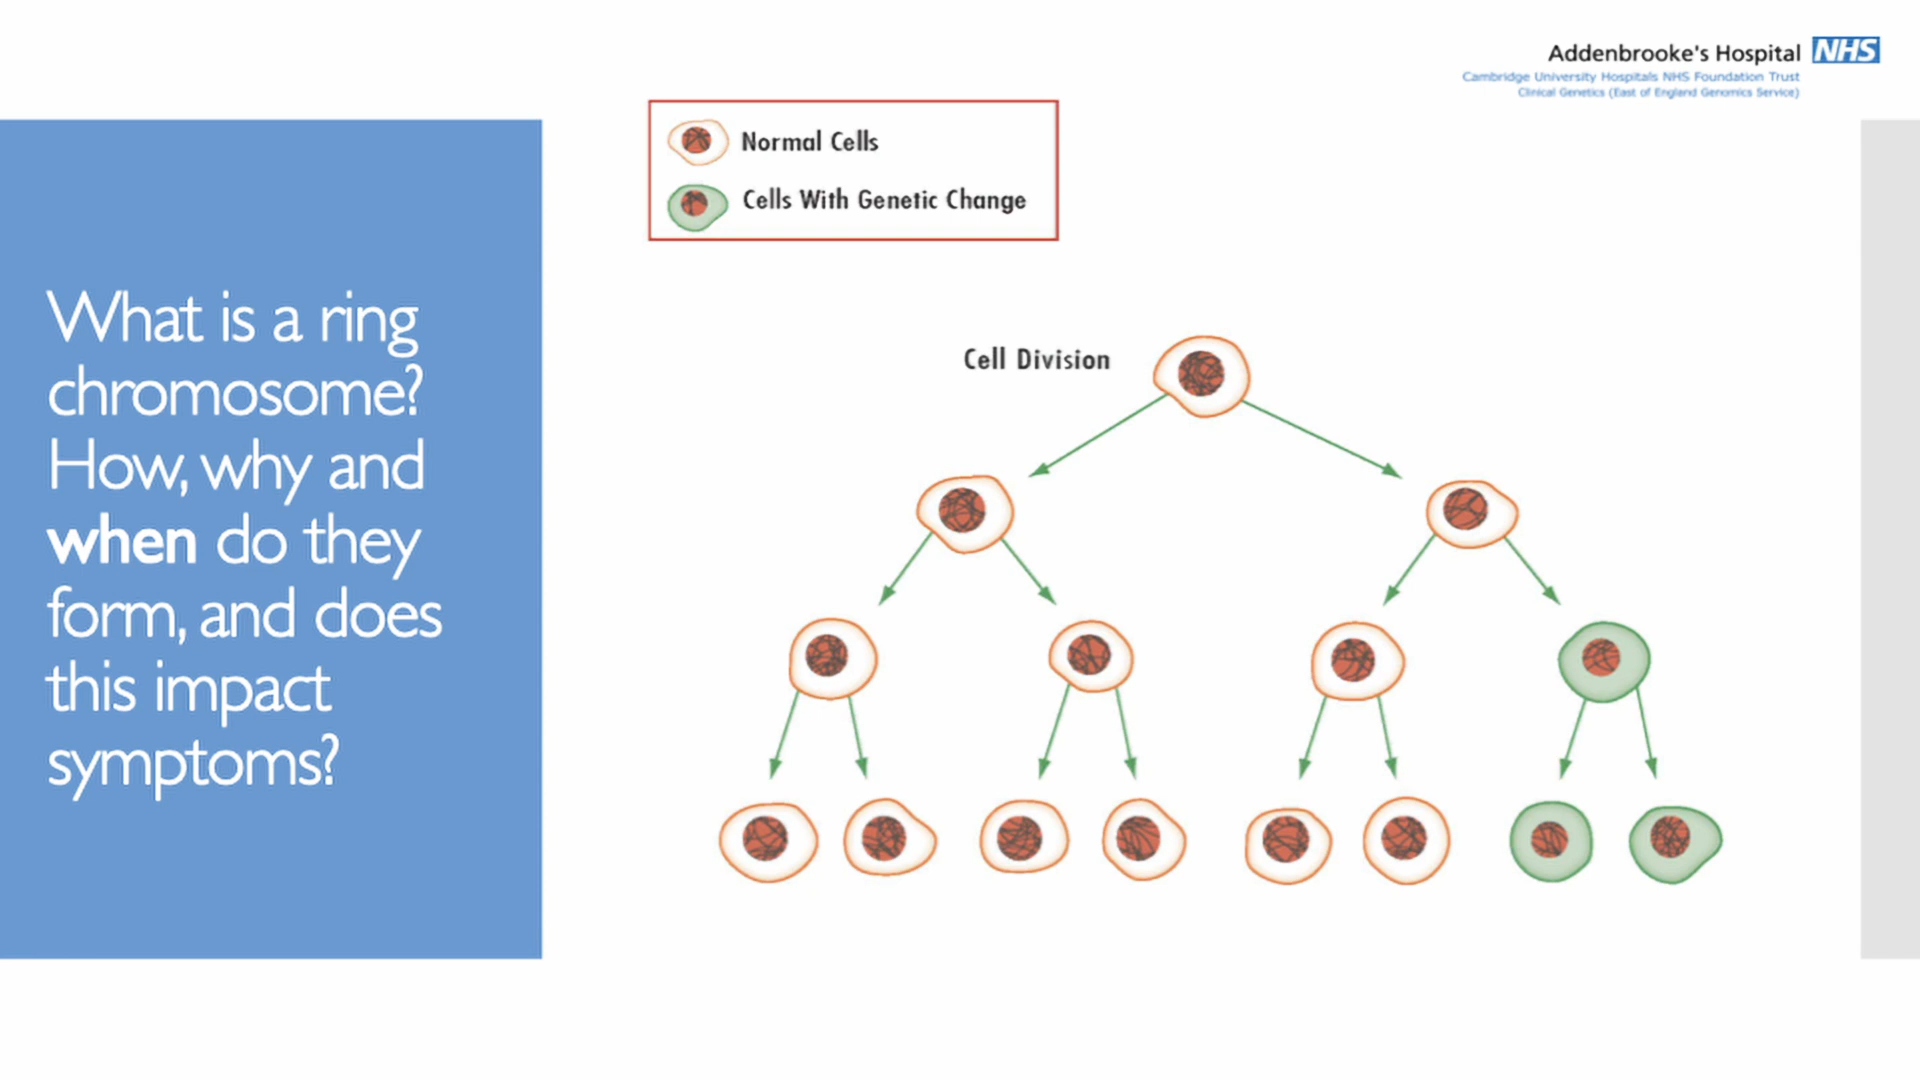 Addenbrooke's Hospital NHS
Cambridge University Hospitals NHS Foundation Trust
Clinical Genetics (East of England Genomics Service)
Normal Cells
Cells With Genetic Change
What is a ring
chromosome?
How, why and
when do they
form, and does
this impact
symptoms?
Cell Division